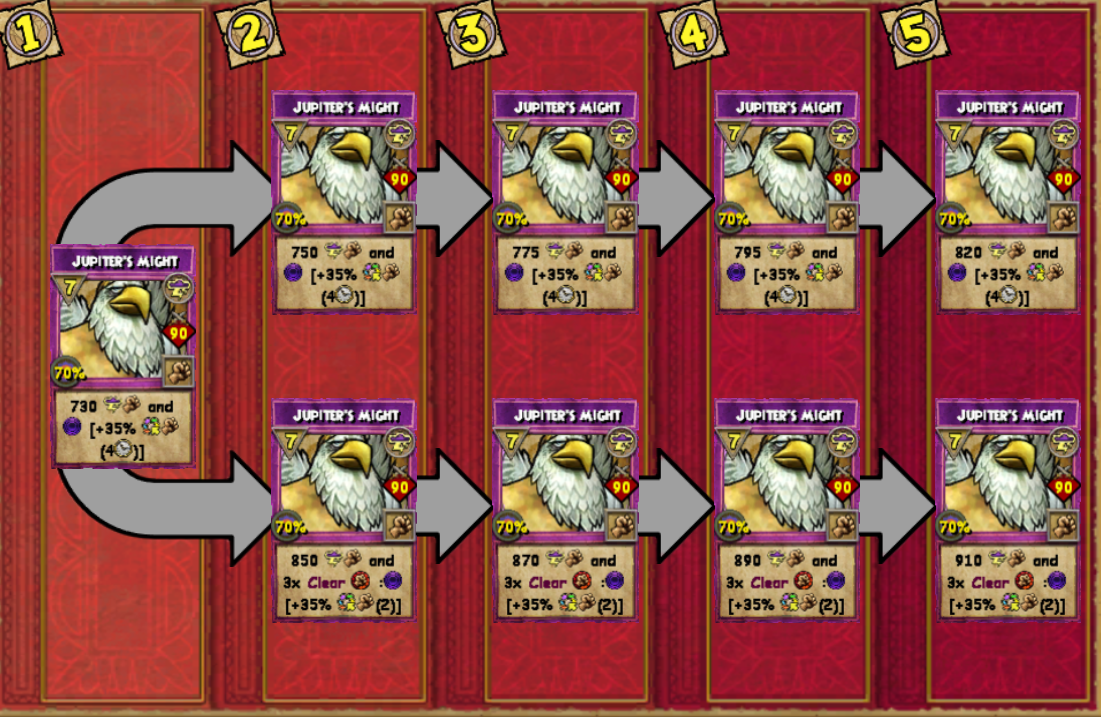 1
2
3
4
5
JUPITER'S MIGHT
7
90
70%
750 and
[+35%
(4)]
JUPITER'S MIGHT
7
90
70%
775 and
[+35%
(4)]
JUPITER'S MIGHT
7
90
70%
795 and
[+35%
(4)]
JUPITER'S MIGHT
7
90
70%
820 and
[+35%
(4)]
JUPITER'S MIGHT
7
90
70%
730 and
[+35%
(4)]
JUPITER'S MIGHT
7
90
70%
850 and
3x Clear :
[+35% (2)]
JUPITER'S MIGHT
7
90
70%
870 and
3x Clear :
[+35% (2)]
JUPITER'S MIGHT
7
90
70%
890 and
3x Clear :
[+35% (2)]
JUPITER'S MIGHT
7
90
70%
910 and
3x Clear :
[+35% (2)]